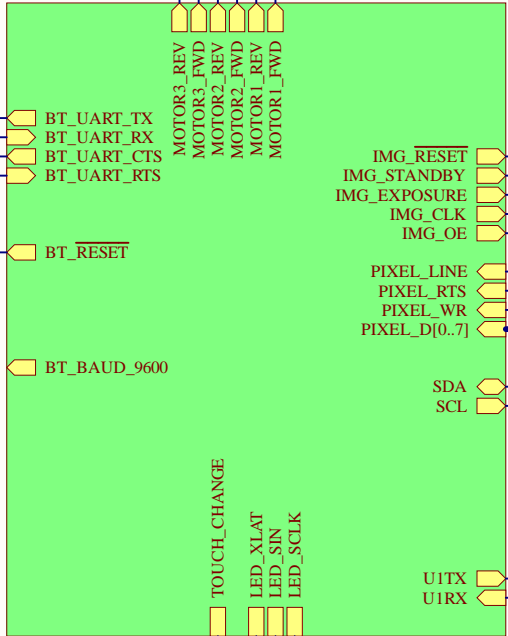 MOTOR3_REV
MOTOR3_FWD
MOTOR2_REV
MOTOR2_FWD
MOTOR1_REV
MOTOR1_FWD
BT_UART_TX
BT_UART_RX
BT_UART_CTS
BT_UART_RTS
BT_RESET
BT_BAUD_9600
IMG_RESET
IMG_STANDBY
IMG_EXPOSURE
IMG_CLK
IMG_OE
PIXEL_LINE
PIXEL_RTS
PIXEL_WR
PIXEL_D[0..7]
SDA
SCL
TOUCH_CHANGE
LED_XLAT
LED_SIN
LED_SCLK
U1TX
U1RX